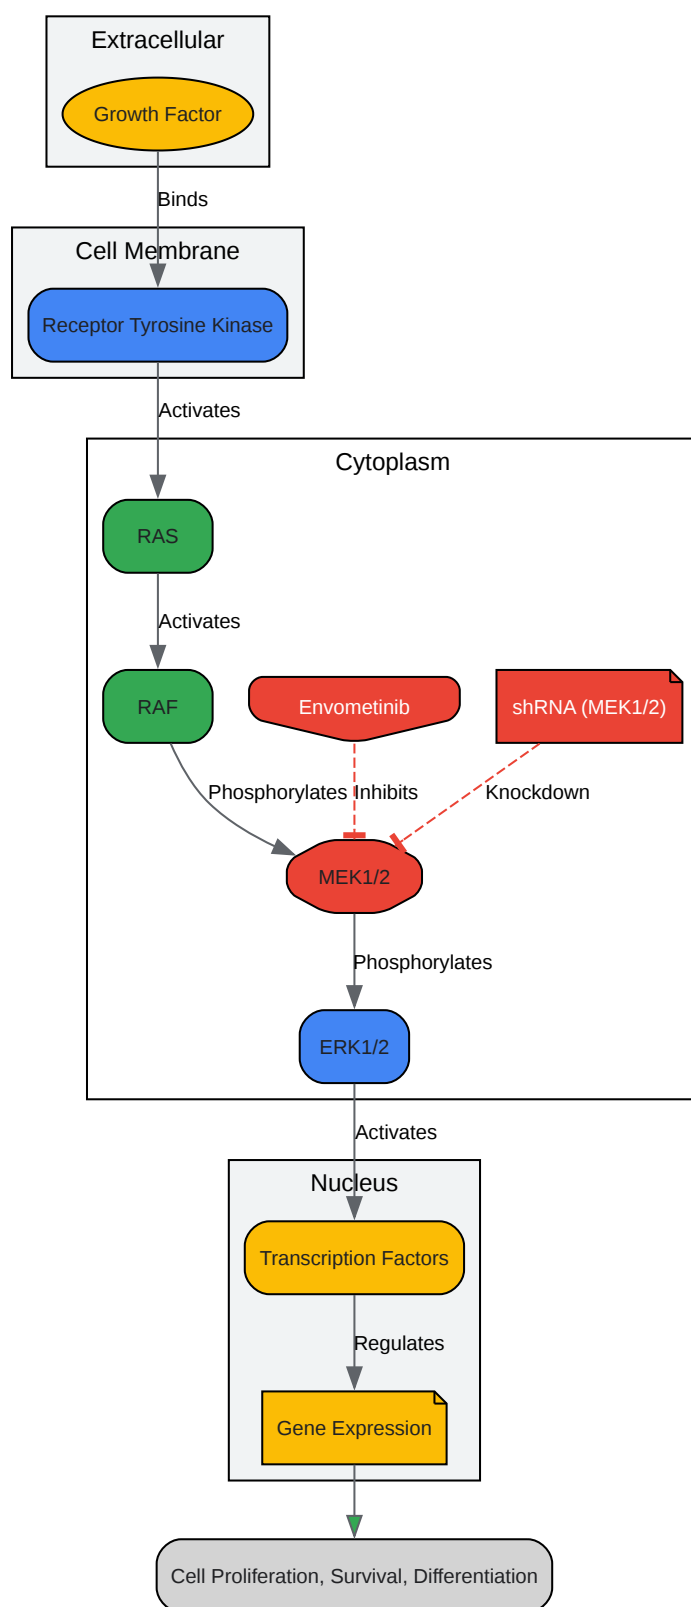 Extracellular
Growth Factor
Binds
Cell Membrane
Receptor Tyrosine Kinase
Activates
Cytoplasm
RAS
Activates
RAF
Envometinib
shRNA (MEK1/2)
Phosphorylates
Inhibits
Knockdown
MEK1/2
Phosphorylates
ERK1/2
Activates
Nucleus
Transcription Factors
Regulates
Gene Expression
Cell Proliferation, Survival, Differentiation